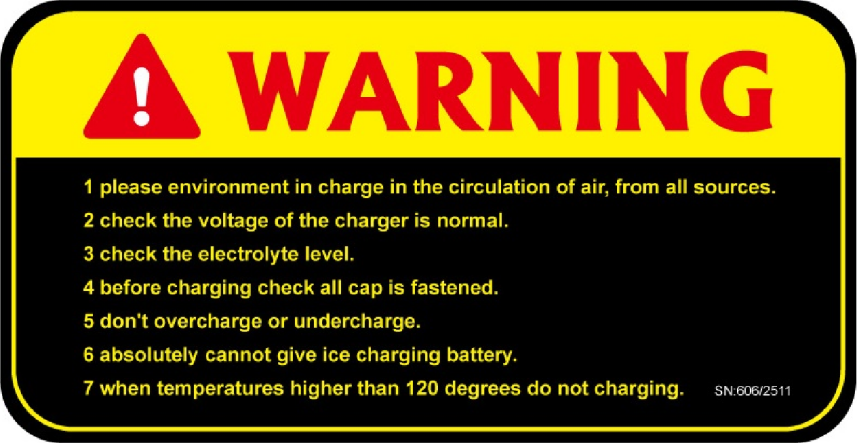 WARNING
1 please environment in charge in the circulation of air, from all sources.
2 check the voltage of the charger is normal.
3 check the electrolyte level.
4 before charging check all cap is fastened.
5 don't overcharge or undercharge.
6 absolutely cannot give ice charging battery.
7 when temperatures higher than 120 degrees do not charging. SN:606/2511